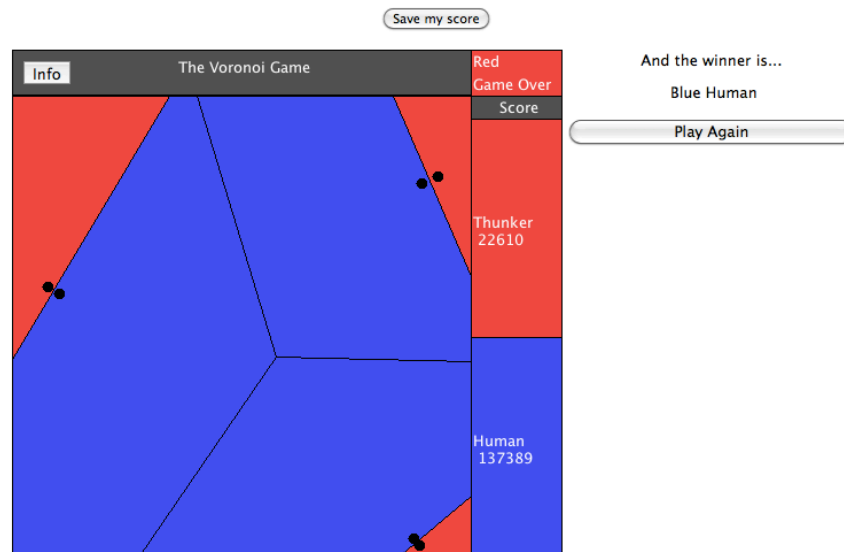 Save my score
Info
The Voronoi Game
Red
Game Over
Score
Thunker
22610
Human
137389
And the winner is...
Blue Human
Play Again